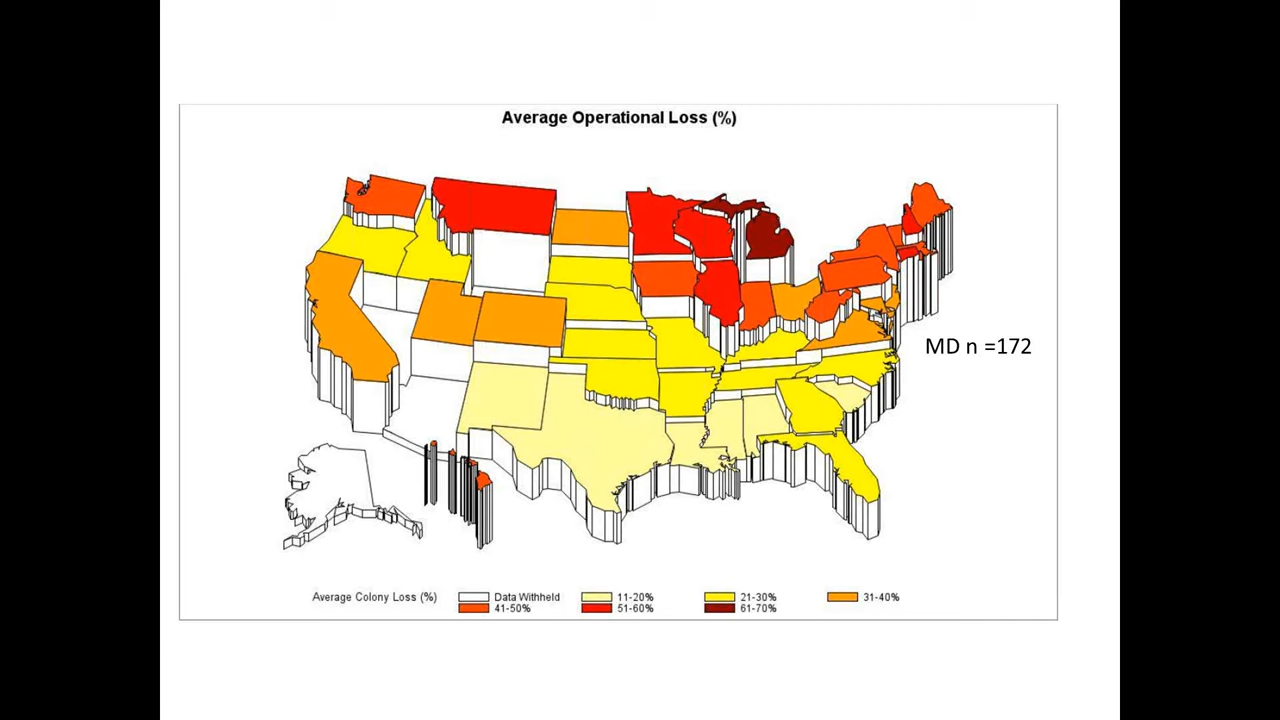 Average Operational Loss (%)
MD n =172
Average Colony Loss (%)
Data Withheld
11-20%
21-30%
31-40%
41-50%
51-60%
61-70%